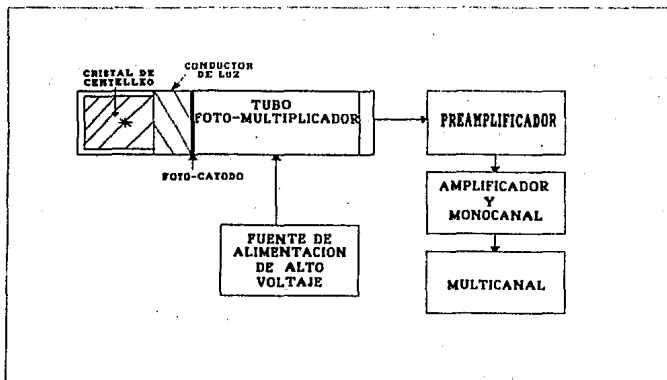 CRISTAL DE
CENTELLEO
CONDUCTOR
DE LUZ
TUBO
FOTO-MULTIPLICADOR
FOTO-CATODO
FUENTE DE
ALIMENTACION
DE ALTO
VOLTAJE
PREAMPLIFICADOR
AMPLIFICADOR
Y
MONOCANAL
MULTICANAL